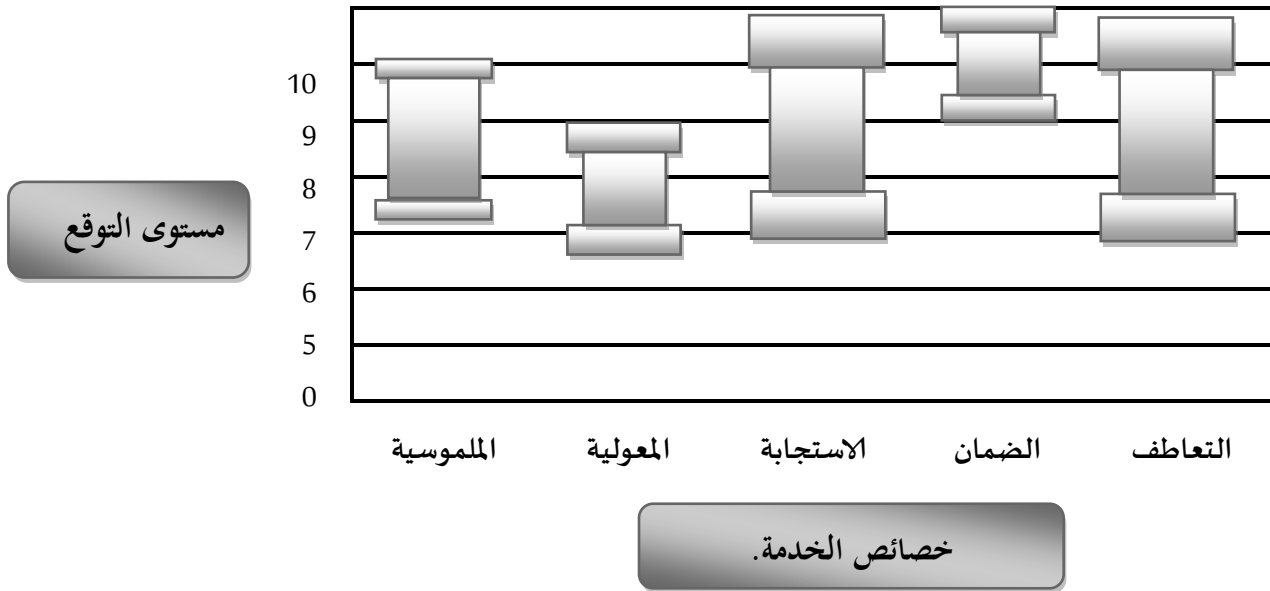 10
9
8
7
6
5
0
مستوى التوقع
الملموسية
المعولية
الاستجابة
الضمان
التعاطف
خصائص الخدمة.